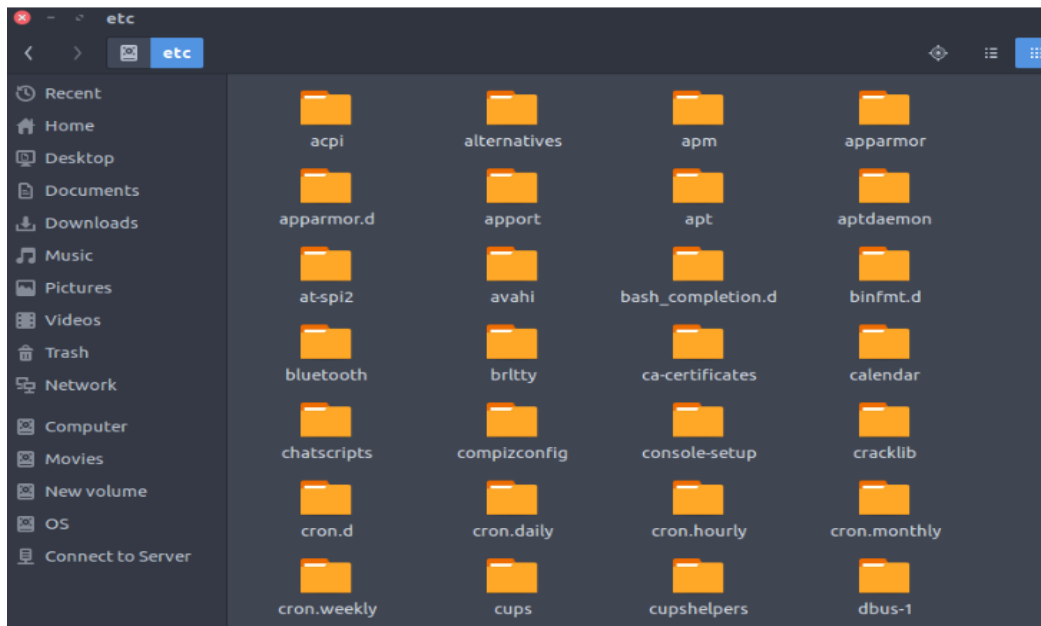 etc
etc
Recent
Home
Desktop
Documents
Downloads
Music
Pictures
Videos
Trash
Network
Computer
Movies
New volume
OS
Connect to Server
acpi alternatives apm apparmor
apparmor.d apport apt aptdaemon
at-spi2 avahi bash_completion.d binfmt.d
bluetooth brltty ca-certificates calendar
chatscripts compizconfig console-setup cracklib
cron.d cron.daily cron.hourly cron.monthly
cron.weekly cups cupshelpers dbus-1